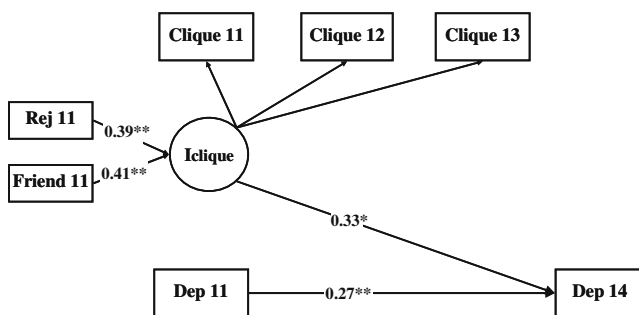 Clique 11
Clique 12
Clique 13
Rej 11
0.39**
Iclique
Friend 11
0.41**
0.33*
Dep 11
0.27**
Dep 14